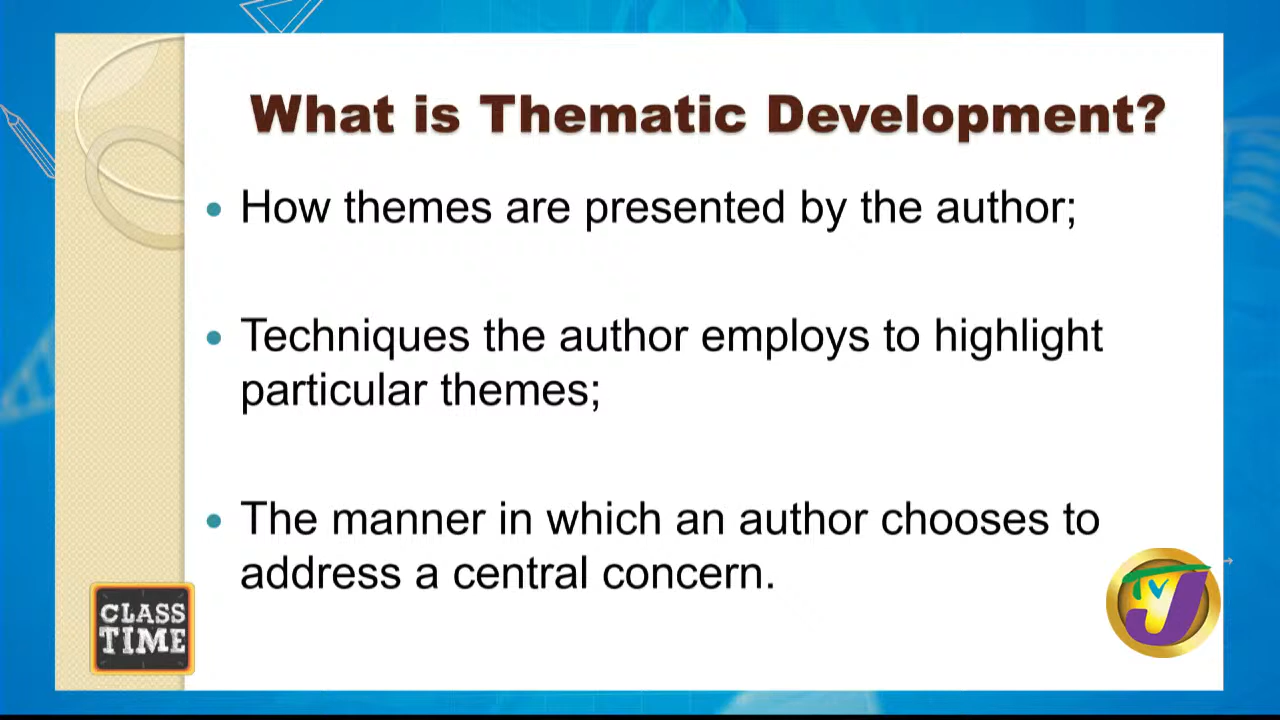 What is Thematic Development?
• How themes are presented by the author;
• Techniques the author employs to highlight
particular themes;
• The manner in which an author chooses to
address a central concern.
CLASS
TIME
TVJ